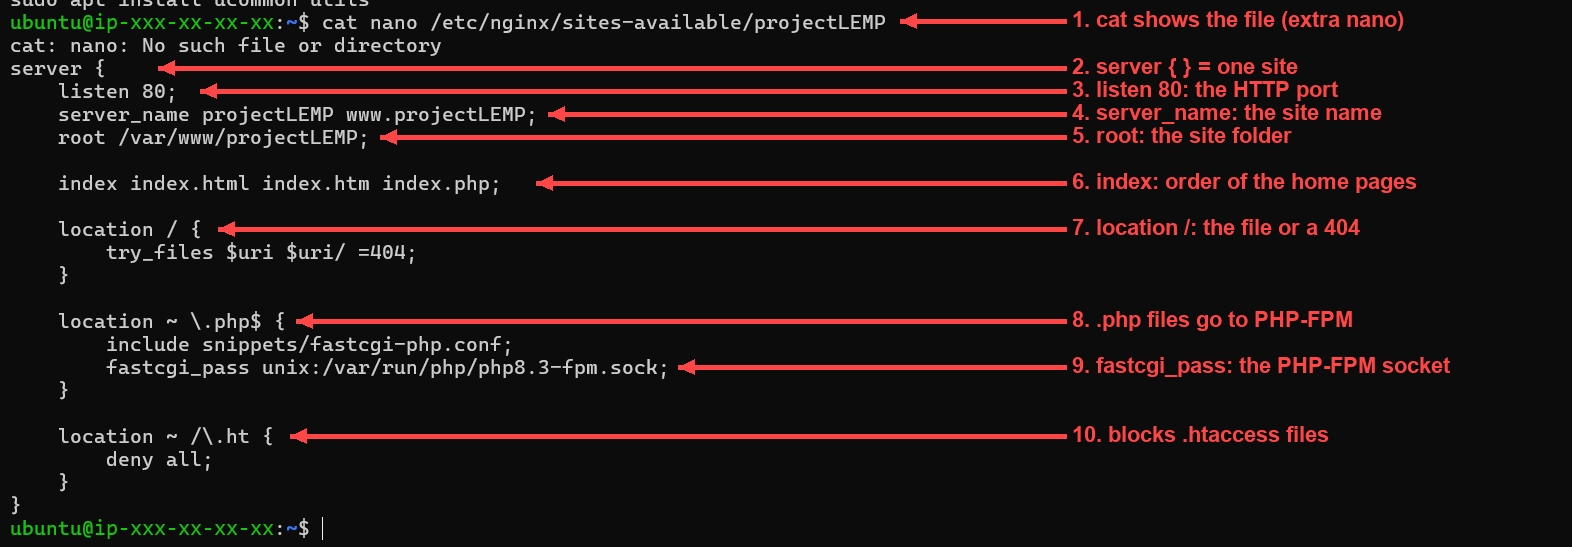 sudo apt install ucommon-utils
ubuntu@ip-xxx-xx-xx-xx:~$ cat nano /etc/nginx/sites-available/projectLEMP 1. cat shows the file (extra nano)
cat: nano: No such file or directory
server { 2. server { } = one site
listen 80; 3. listen 80: the HTTP port
server_name projectLEMP www.projectLEMP; 4. server_name: the site name
root /var/www/projectLEMP; 5. root: the site folder
index index.html index.htm index.php; 6. index: order of the home pages
location / { 7. location /: the file or a 404
try_files $uri $uri/ =404;
}
location ~ \.php$ { 8. .php files go to PHP-FPM
include snippets/fastcgi-php.conf;
fastcgi_pass unix:/var/run/php/php8.3-fpm.sock; 9. fastcgi_pass: the PHP-FPM socket
}
location ~ /\.ht { 10. blocks .htaccess files
deny all;
}
}
ubuntu@ip-xxx-xx-xx-xx:~$